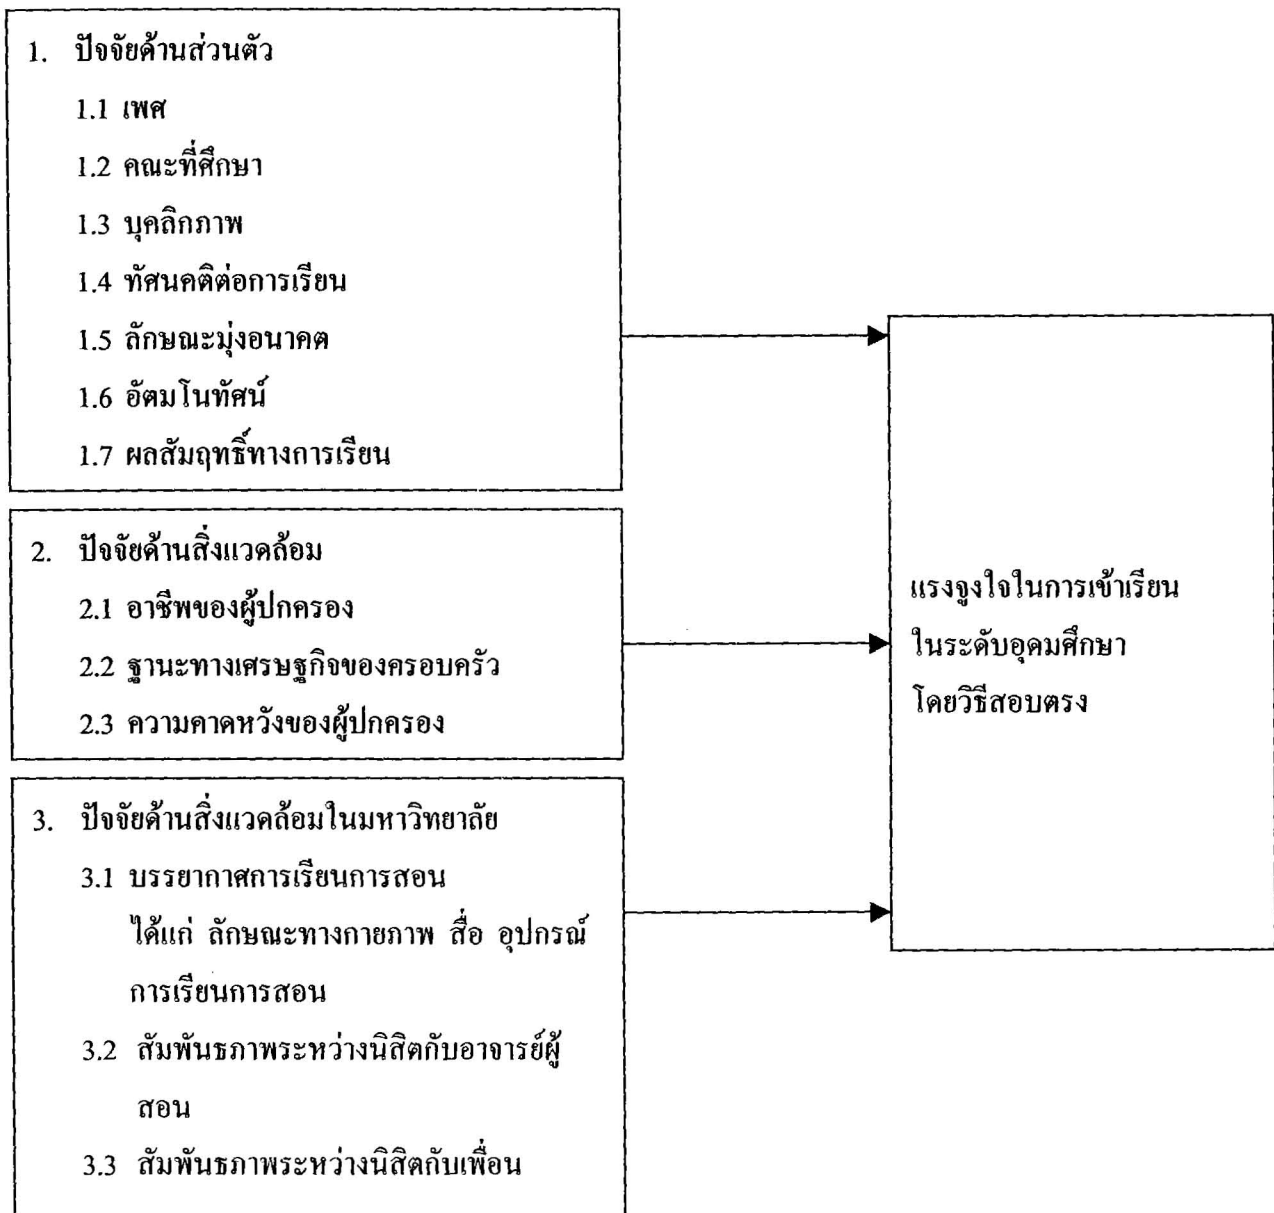 1. ปัจจัยด้านส่วนตัว
1.1 เพศ
1.2 คณะที่ศึกษา
1.3 บุคลิกภาพ
1.4 ทัศนคติต่อการเรียน
1.5 ลักษณะมุ่งอนาคต
1.6 อัตมโนทัศน์
1.7 ผลสัมฤทธิ์ทางการเรียน
2. ปัจจัยด้านสิ่งแวดล้อม
2.1 อาชีพของผู้ปกครอง
2.2 ฐานะทางเศรษฐกิจของครอบครัว
2.3 ความคาดหวังของผู้ปกครอง
3. ปัจจัยด้านสิ่งแวดล้อมในมหาวิทยาลัย
3.1 บรรยากาศการเรียนการสอน
ได้แก่ ลักษณะทางกายภาพ สื่อ อุปกรณ์
การเรียนการสอน
3.2 สัมพันธภาพระหว่างนิสิตกับอาจารย์ผู้
สอน
3.3 สัมพันธภาพระหว่างนิสิตกับเพื่อน
แรงจูงใจในการเข้าเรียน
ในระดับอุดมศึกษา
โดยวิธีสอบตรง